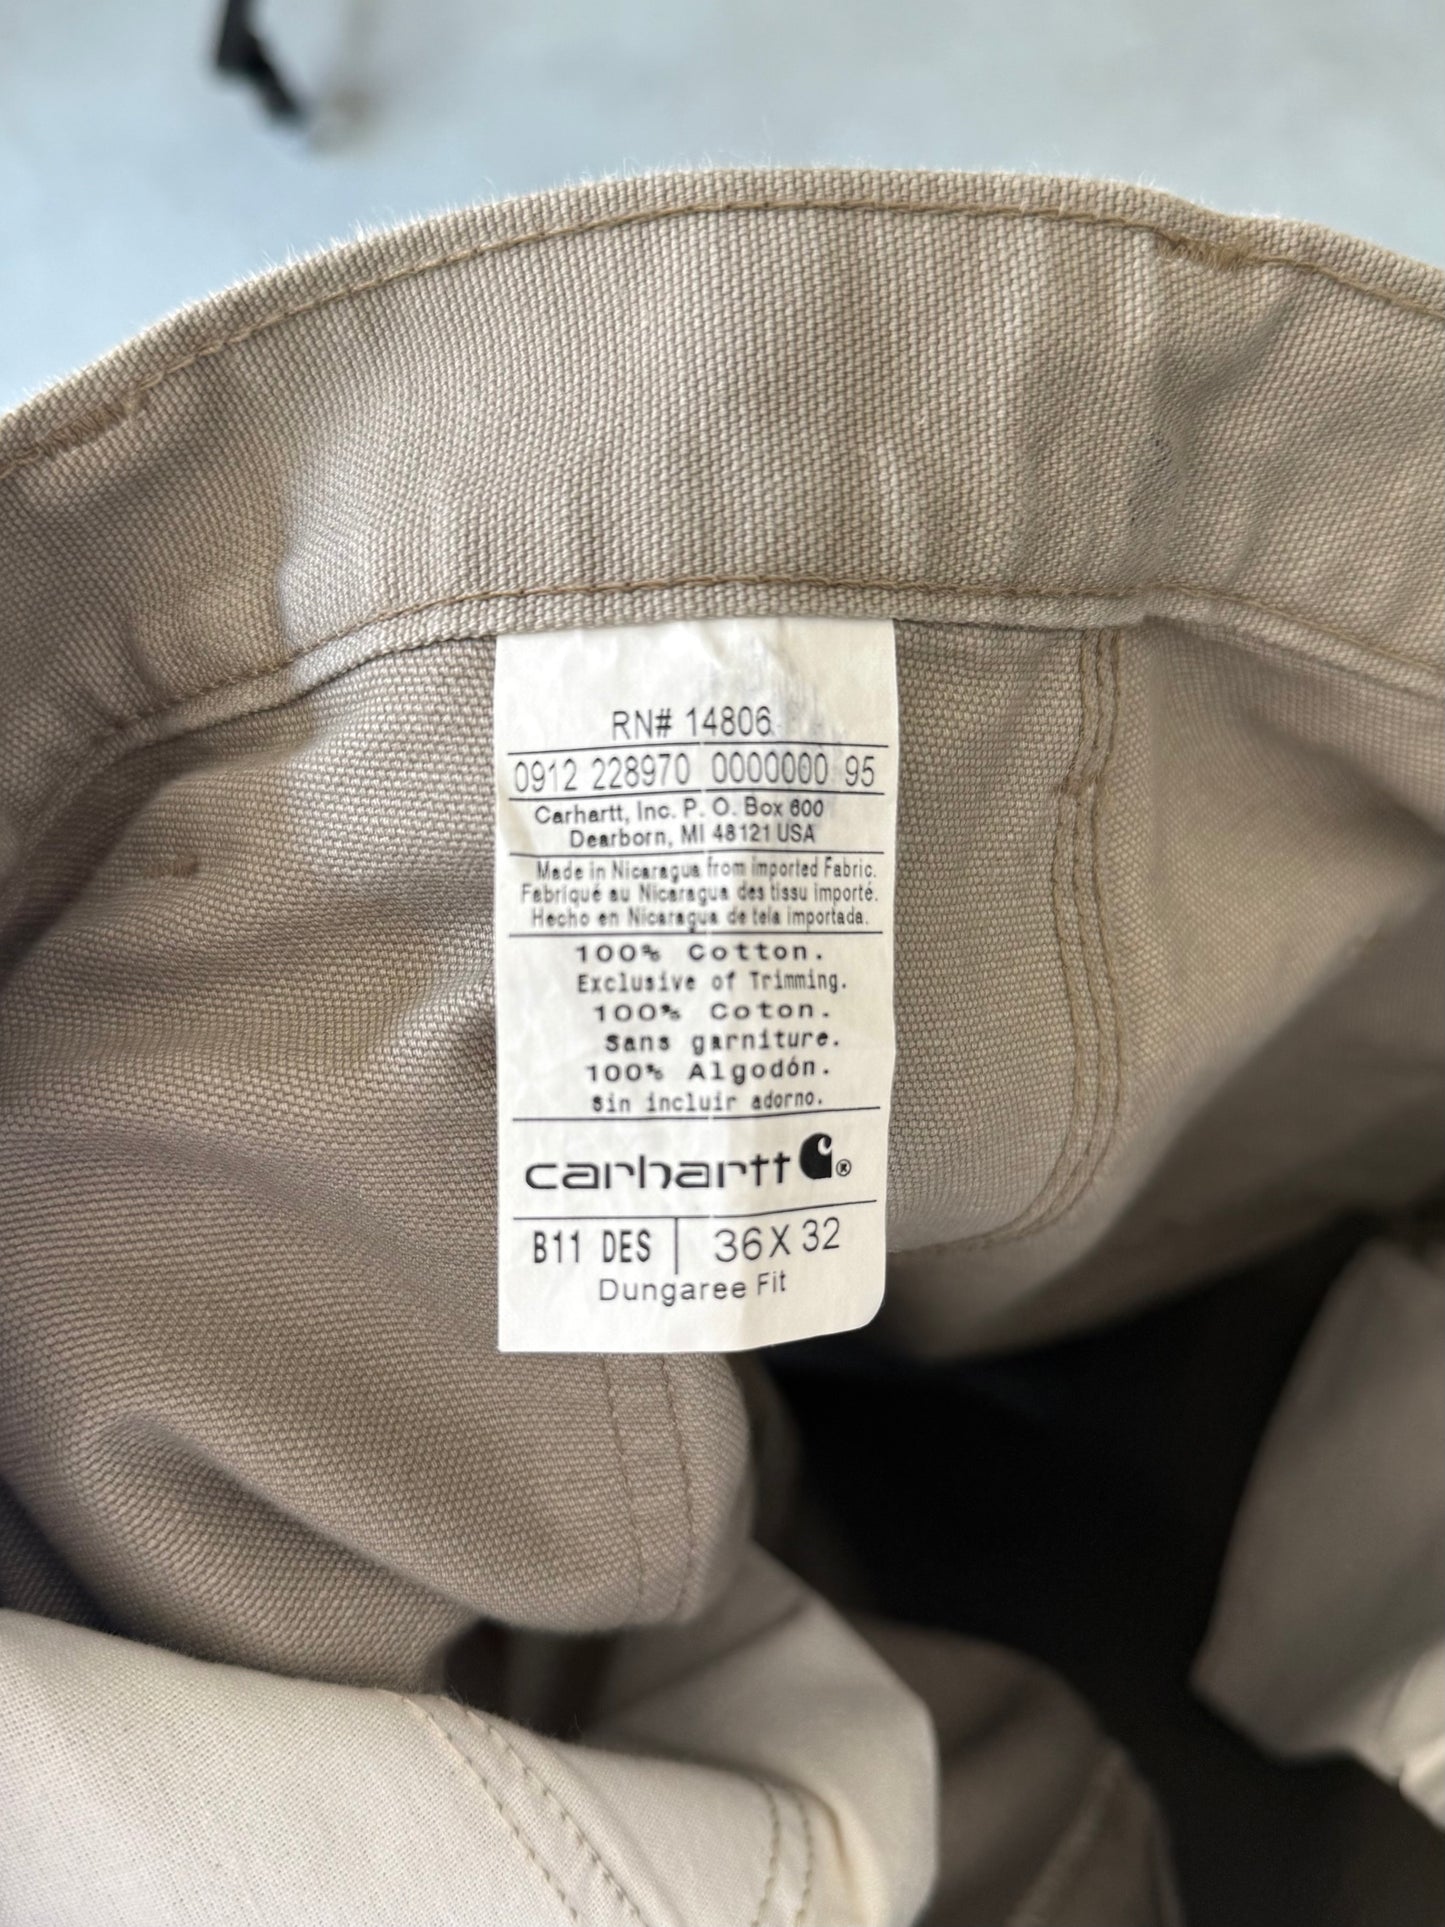 RN# 14806
0912 228970 0000000 95
Carhartt, Inc. P. O. Box 600
Dearborn, MI 48121 USA
Made in Nicaragua from imported Fabric.
Fabriqué au Nicaragua des tissu importé.
Hecho en Nicaragua de tela importada.
100% Cotton.
Exclusive of Trimming.
100% Coton.
Sans garniture.
100% Algodón.
Sin incluir adorno.
carhartt®
B11 DES | 36 X 32
Dungaree Fit